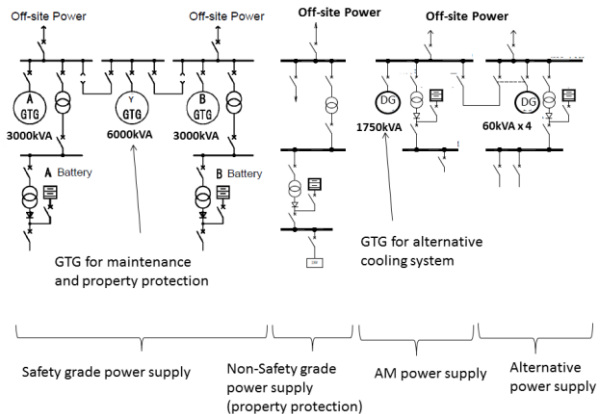 Off-site Power
Off-site Power
Off-site Power
Off-site Power
A
GTG
Y
GTG
B
GTG
DG
DG
3000kVA
6000kVA
3000kVA
1750kVA
60kVA x 4
A Battery
B Battery
GTG for maintenance
and property protection
GTG for alternative
cooling system
Safety grade power supply
Non-Safety grade
power supply
(property protection)
AM power supply
Alternative
power supply